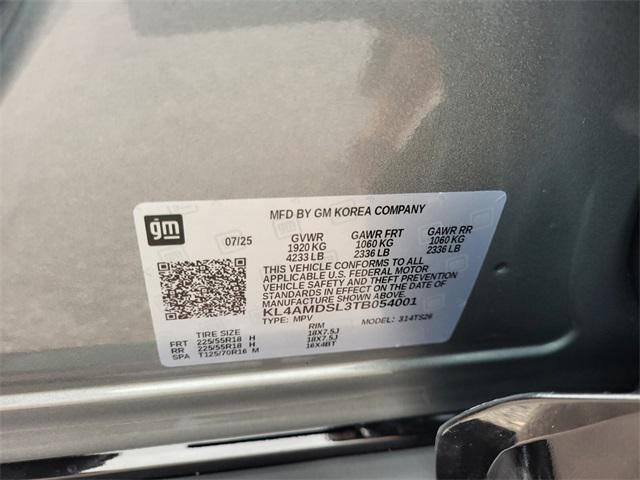 MFD BY GM KOREA COMPANY
gm
07/25 GVWR GAWR FRT GAWR RR
1920 KG 1060 KG 1060 KG
4233 LB 2336 LB 2336 LB
THIS VEHICLE CONFORMS TO ALL
APPLICABLE U.S. FEDERAL MOTOR
VEHICLE SAFETY AND THEFT PREVENTION
STANDARDS IN EFFECT ON THE
DATE OF MANUFACTURE SHOWN ABOVE.
KL4AMDSL3TB054001
TYPE: MPV MODEL: 314TS26
TIRE SIZE RIM
FRT 225/55R18 H 18X7.5J
RR 225/55R18 H 18X7.5J
SPA T125/70R16 M 16X4BT